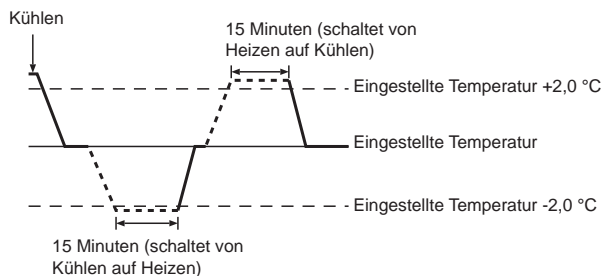 Kühlen
15 Minuten (schaltet von
Heizen auf Kühlen)
Eingestellte Temperatur +2,0 °C
Eingestellte Temperatur
Eingestellte Temperatur -2,0 °C
15 Minuten (schaltet von
Kühlen auf Heizen)